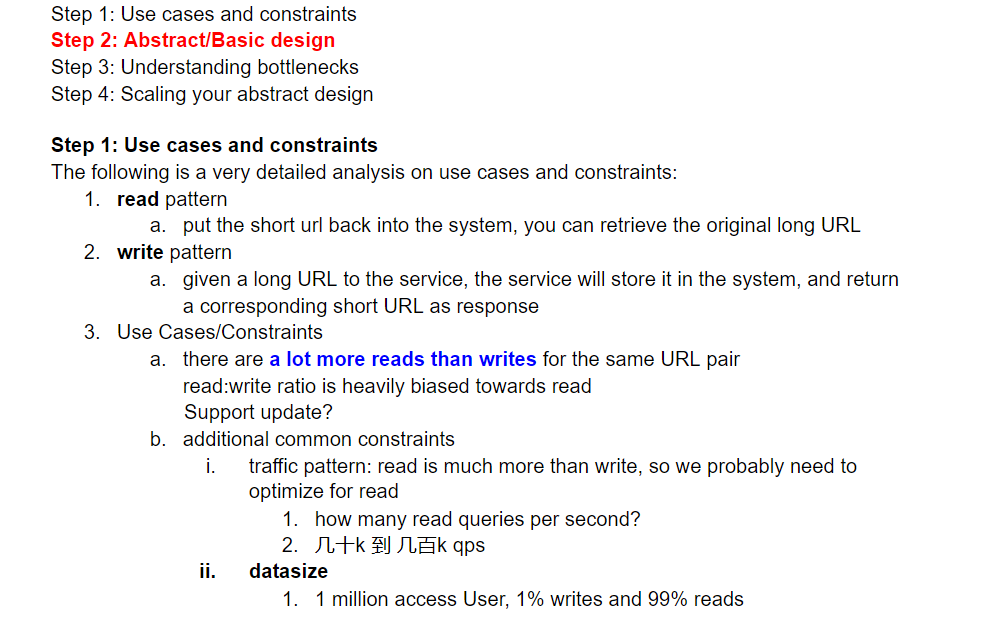 Step 1: Use cases and constraints
Step 2: Abstract/Basic design
Step 3: Understanding bottlenecks
Step 4: Scaling your abstract design
Step 1: Use cases and constraints
The following is a very detailed analysis on use cases and constraints:
1. read pattern
a. put the short url back into the system, you can retrieve the original long URL
2. write pattern
a. given a long URL to the service, the service will store it in the system, and return
a corresponding short URL as response
3. Use Cases/Constraints
a. there are a lot more reads than writes for the same URL pair
read:write ratio is heavily biased towards read
Support update?
b. additional common constraints
i. traffic pattern: read is much more than write, so we probably need to
optimize for read
1. how many read queries per second?
2. 几十k 到 几百k qps
ii. datasize
1. 1 million access User, 1% writes and 99% reads